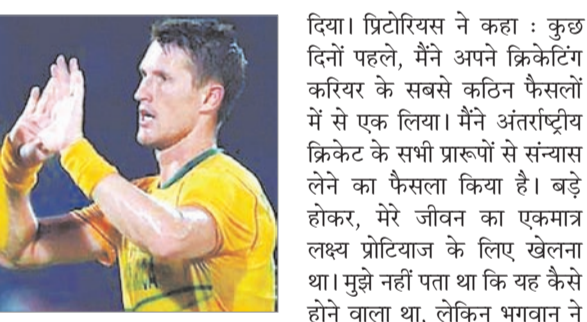 दिया। प्रिटोरियस ने कहा : कुछ
दिनों पहले, मैंने अपने क्रिकेटिंग
करियर के सबसे कठिन फैसलों
में से एक लिया। मैंने अंतर्राष्ट्रीय
क्रिकेट के सभी प्रारूपों से संन्यास
लेने का फैसला किया है। बड़े
होकर, मेरे जीवन का एकमात्र
लक्ष्य प्रोटियाज के लिए खेलना
था। मुझे नहीं पता था कि यह कैसे
होने वाला था, लेकिन भगवान ने